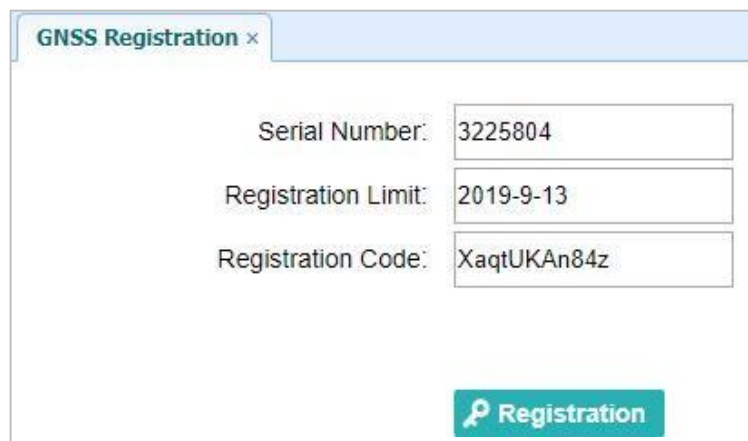 GNSS Registration ×
Serial Number: 3225804
Registration Limit: 2019-9-13
Registration Code: XaqtUKAn84z
Registration